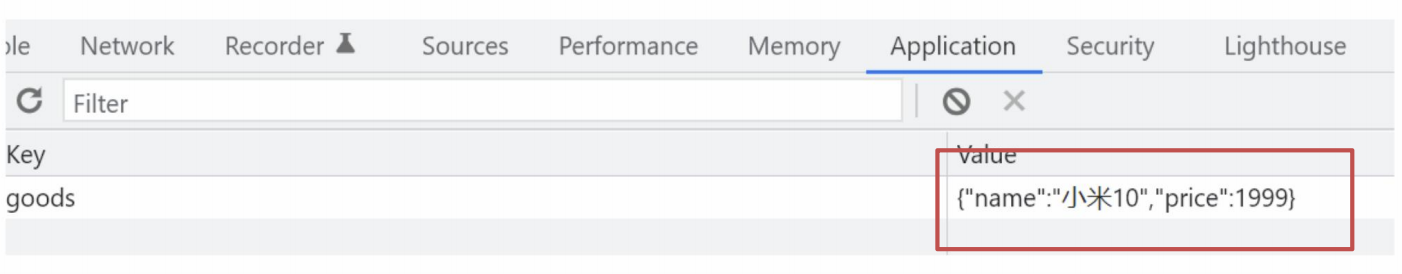 Network Recorder Sources Performance Memory Application Security Lighthouse
Filter
Key Value
goods {"name":"小米10","price":1999}